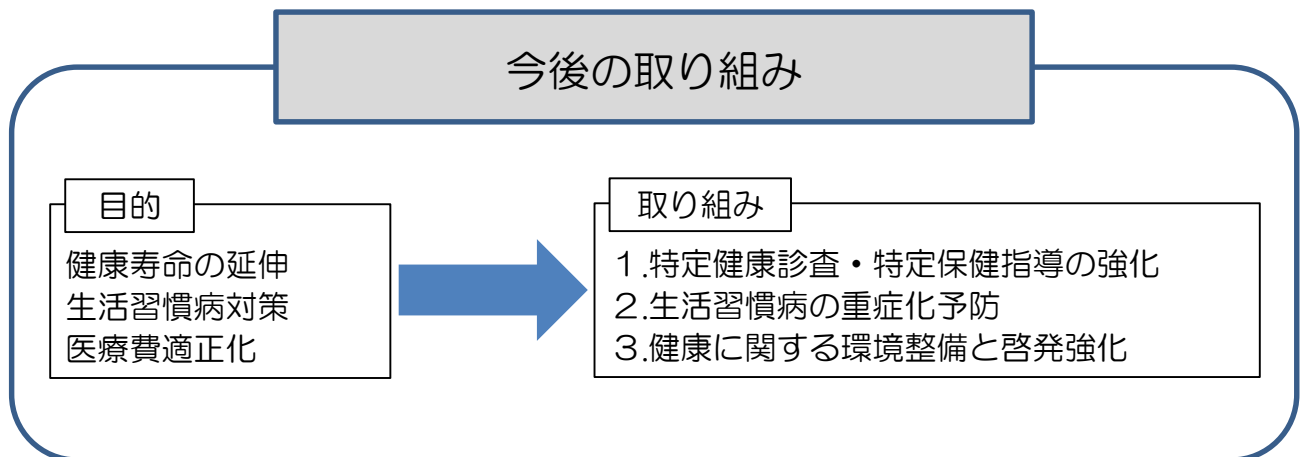 今後の取り組み
目的
健康寿命の延伸
生活習慣病対策
医療費適正化
取り組み
１.特定健康診査・特定保健指導の強化
２.生活習慣病の重症化予防
３.健康に関する環境整備と啓発強化